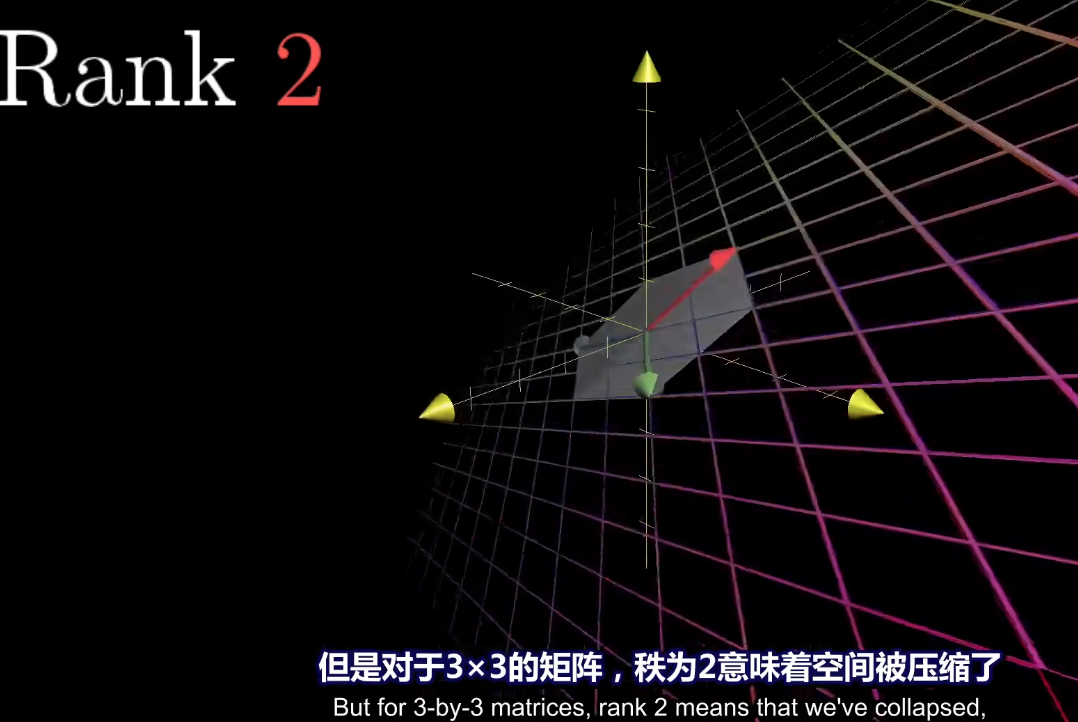 Rank 2
但是对于3×3的矩阵，秩为2意味着空间被压缩了
But for 3-by-3 matrices, rank 2 means that we've collapsed,